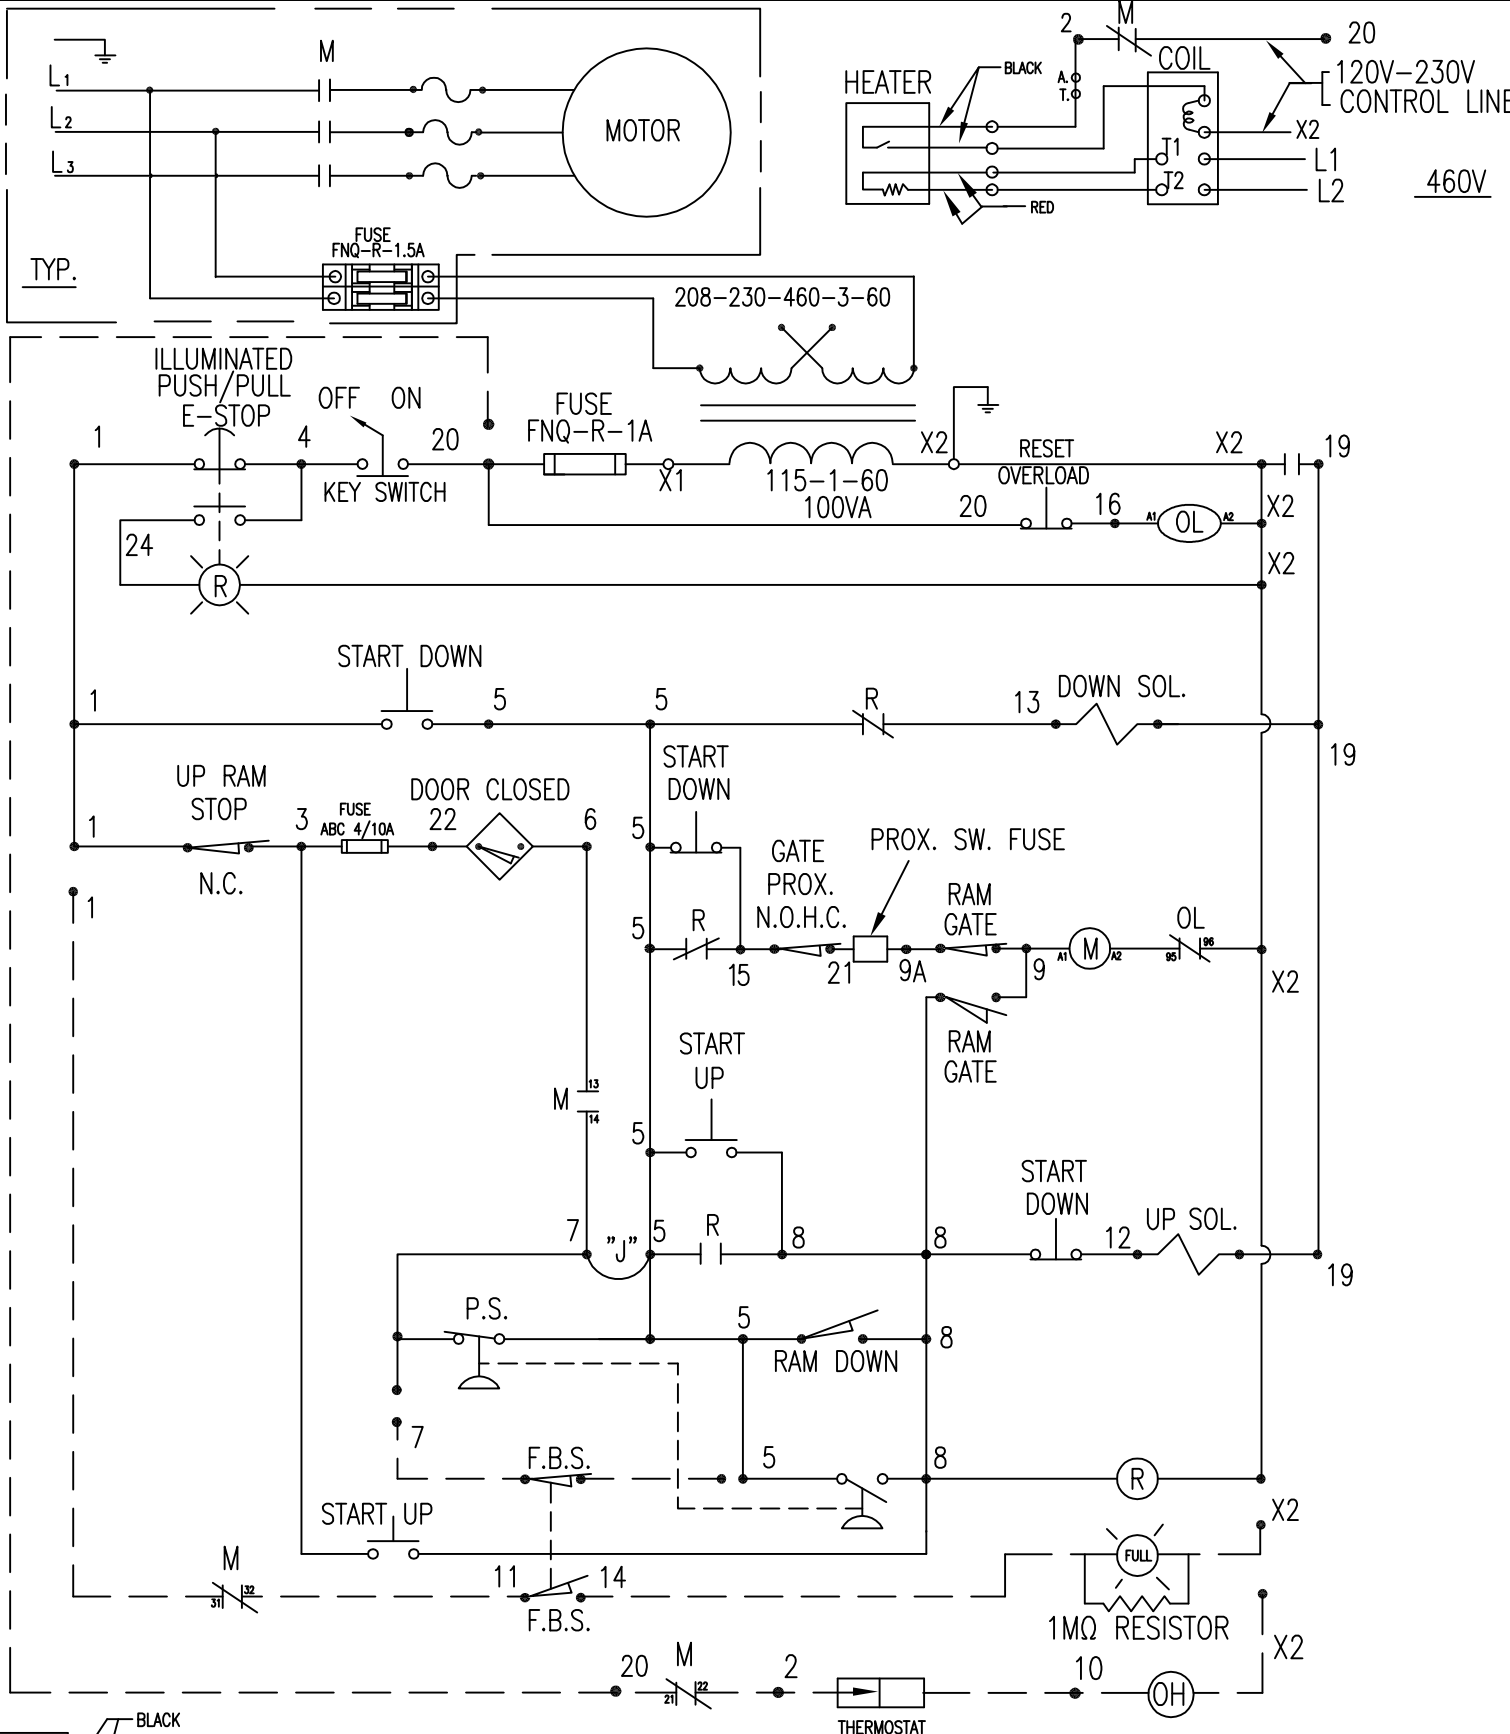 M
L1
L2
L3
MOTOR
FUSE
FNQ-R-1.5A
TYP.
2
M
20
A.
T.
BLACK
HEATER
COIL
120V-230V
CONTROL LINE
X2
T1
L1
T2
L2
RED
460V
208-230-460-3-60
ILLUMINATED
PUSH/PULL
E-STOP
OFF ON
1
4
20
KEY SWITCH
FUSE
FNQ-R-1A
X1
115-1-60
100VA
X2
RESET
OVERLOAD
X2
19
20
16
A1
OL
A2
X2
24
R
X2
START DOWN
1
5
5
R
13
DOWN SOL.
19
UP RAM
STOP
1
N.C.
3
FUSE
ABC 4/10A
22
DOOR CLOSED
6
START
DOWN
5
GATE
PROX.
N.O.H.C.
PROX. SW. FUSE
RAM
GATE
OL
1
5
R
15
21
9A
9
A1
M
A2
95
96
X2
RAM
GATE
M
13
14
START
UP
5
START
DOWN
7
"J"
5
R
8
8
12
UP SOL.
19
P.S.
5
RAM DOWN
8
7
F.B.S.
5
8
R
X2
START UP
M
31
32
11
14
F.B.S.
FULL
1MΩ RESISTOR
X2
20
M
21
22
2
THERMOSTAT
10
OH
BLACK